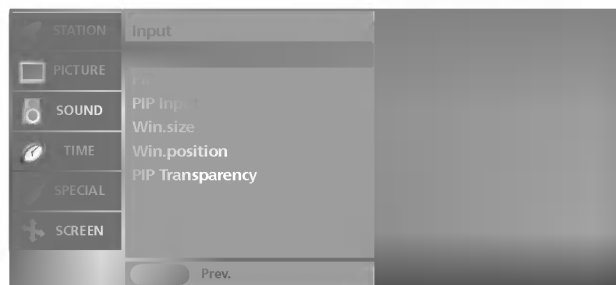 STATION
PICTURE
SOUND
TIME
SPECIAL
SCREEN
Input
PIP Input
Win.size
Win.position
PIP Transparency
Prev.